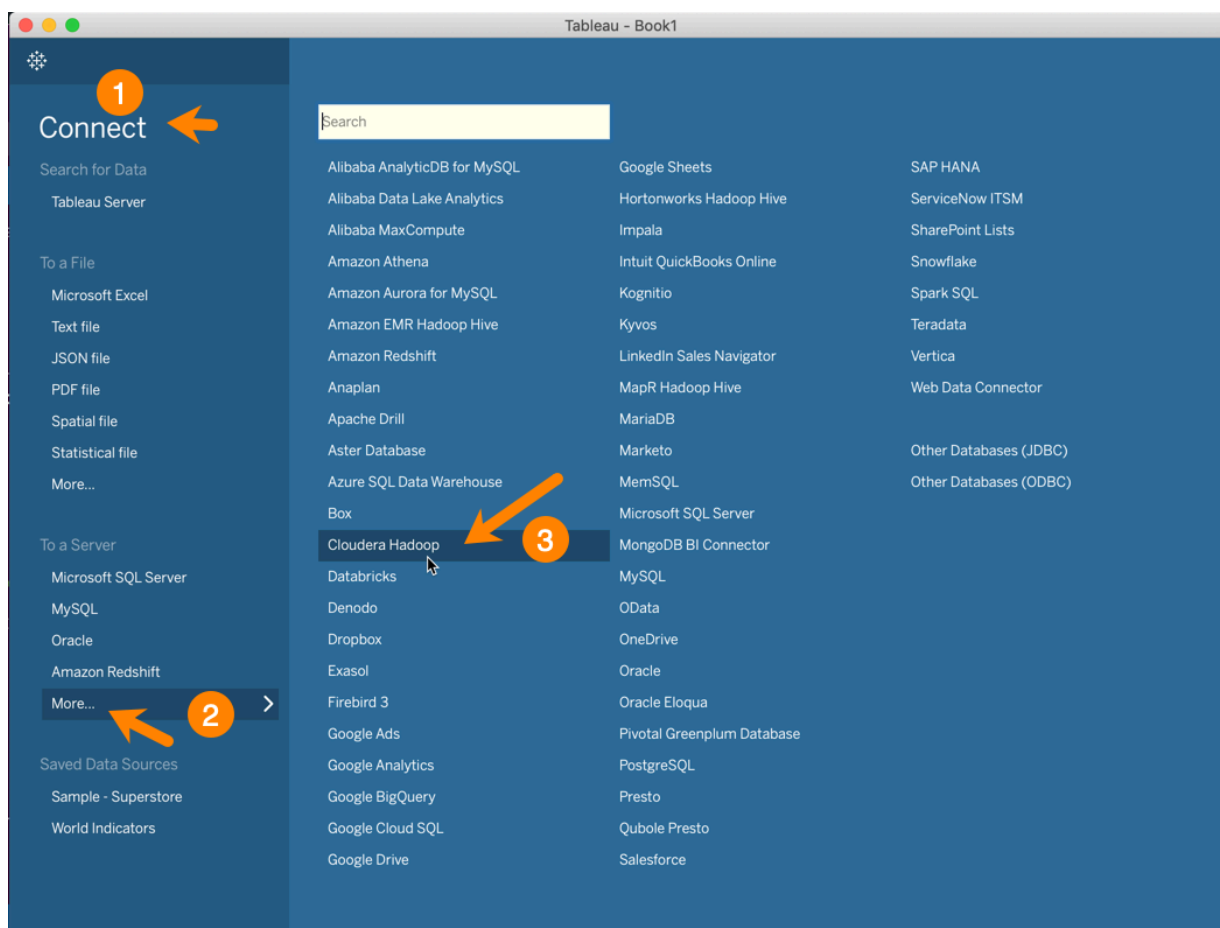 Tableau - Book1
1
Connect
Search for Data
Tableau Server
To a File
Microsoft Excel
Text file
JSON file
PDF file
Spatial file
Statistical file
More...
To a Server
Microsoft SQL Server
MySQL
Oracle
Amazon Redshift
More...
2
Saved Data Sources
Sample - Superstore
World Indicators
Search
Alibaba AnalyticDB for MySQL
Alibaba Data Lake Analytics
Alibaba MaxCompute
Amazon Athena
Amazon Aurora for MySQL
Amazon EMR Hadoop Hive
Amazon Redshift
Anaplan
Apache Drill
Aster Database
Azure SQL Data Warehouse
Box
Cloudera Hadoop
3
Databricks
Denodo
Dropbox
Exasol
Firebird 3
Google Ads
Google Analytics
Google BigQuery
Google Cloud SQL
Google Drive
Google Sheets
Hortonworks Hadoop Hive
Impala
Intuit QuickBooks Online
Kognitio
Kyvos
LinkedIn Sales Navigator
MapR Hadoop Hive
MariaDB
Marketo
MemSQL
Microsoft SQL Server
MongoDB BI Connector
MySQL
OData
OneDrive
Oracle
Oracle Eloqua
Pivotal Greenplum Database
PostgreSQL
Presto
Qubole Presto
Salesforce
SAP HANA
ServiceNow ITSM
SharePoint Lists
Snowflake
Spark SQL
Teradata
Vertica
Web Data Connector
Other Databases (JDBC)
Other Databases (ODBC)